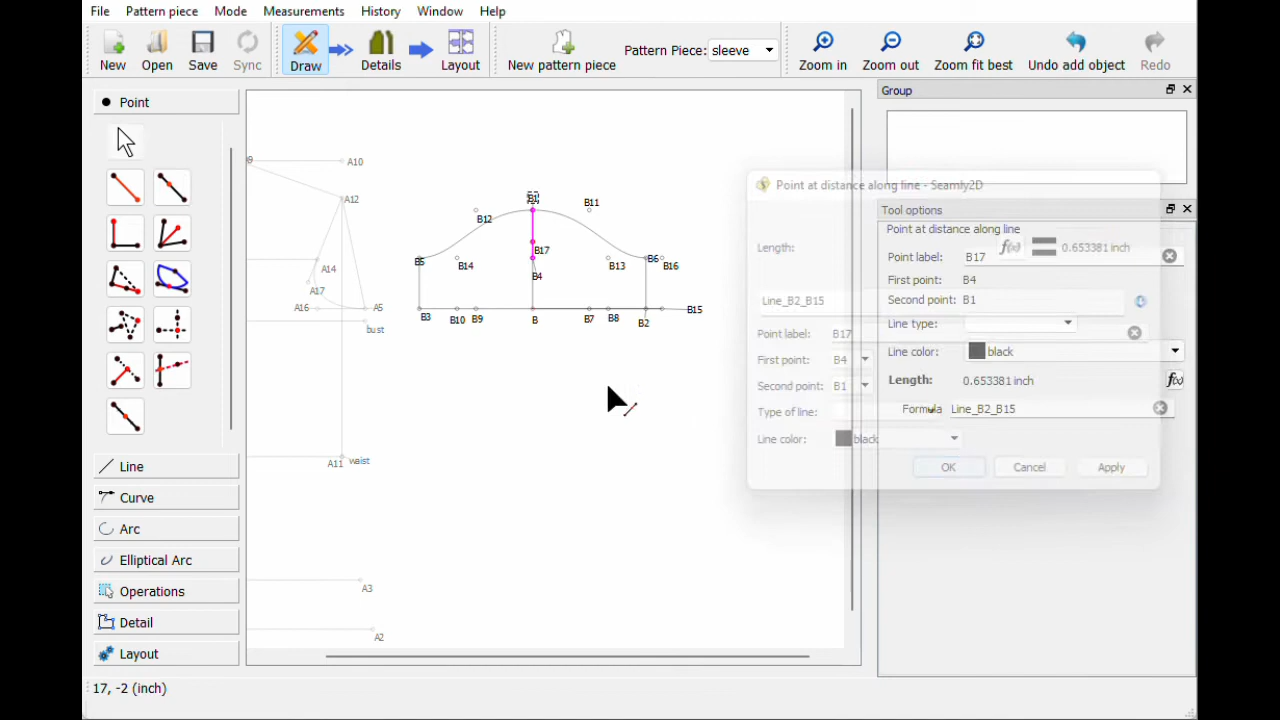 File Pattern piece Mode Measurements History Window Help
New Open Save Sync Draw Details Layout New pattern piece Pattern Piece: sleeve Zoom in Zoom out Zoom fit best Undo add object Redo
Point
Line
Curve
Arc
Elliptical Arc
Operations
Detail
Layout
A10
A12
A14
A17
A16
A5
bust
A11
waist
A3
A2
B11
B12
B17
B5
B14
B4
B13
B6
B16
B3
B10
B9
B
B7
B8
B2
B15
Group
Point at distance along line - Seamly2D
Length:
0.653381 inch
Line_B2_B15
Point label: B17
First point: B4
Second point: B1
Type of line:
Line color: black
OK Cancel Apply
Tool options
Point at distance along line
Point label: B17
First point: B4
Second point: B1
Line type:
Line color: black
Length: 0.653381 inch
Formula Line_B2_B15
17, -2 (inch)